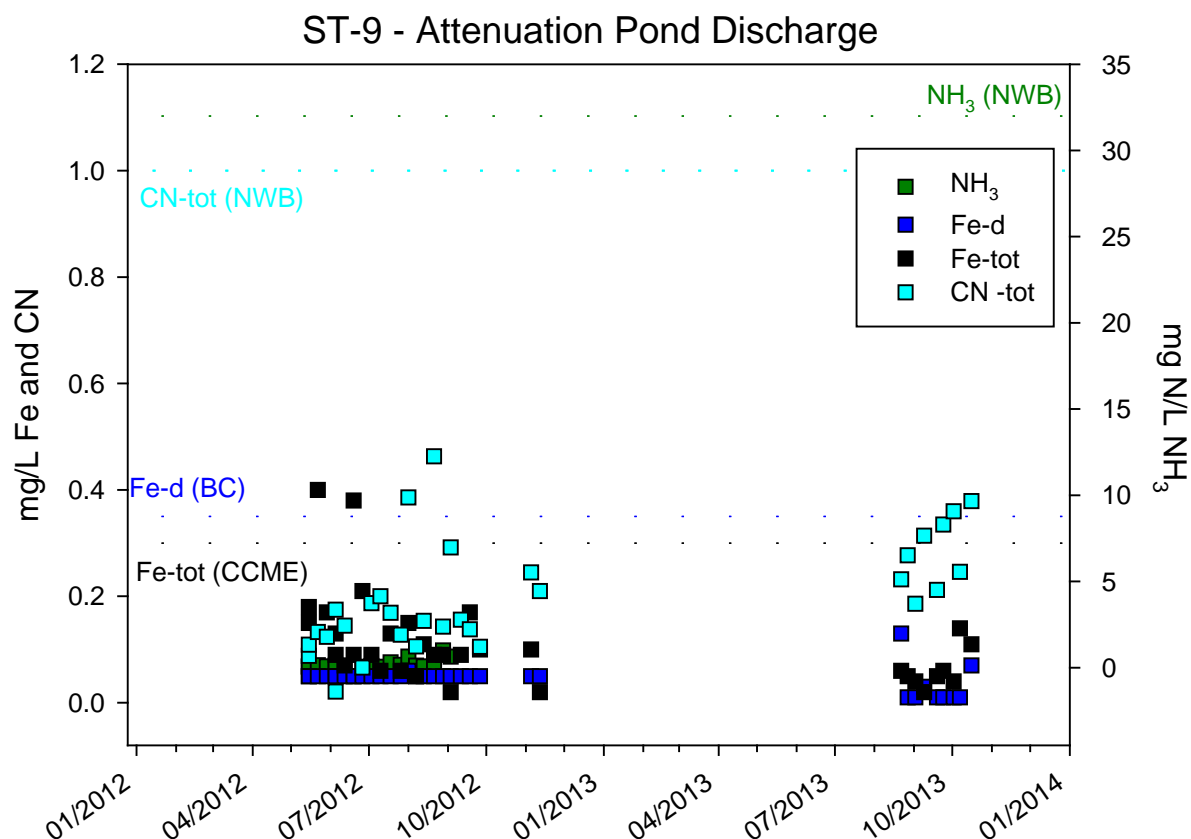 ST-9 - Attenuation Pond Discharge
1.2
1.0
0.8
0.6
0.4
0.2
0.0
mg/L Fe and CN
35
30
25
20
15
10
5
0
mg N/L NH₃
NH₃ (NWB)
CN-tot (NWB)
Fe-d (BC)
Fe-tot (CCME)
NH₃
Fe-d
Fe-tot
CN -tot
01/2012
04/2012
07/2012
10/2012
01/2013
04/2013
07/2013
10/2013
01/2014